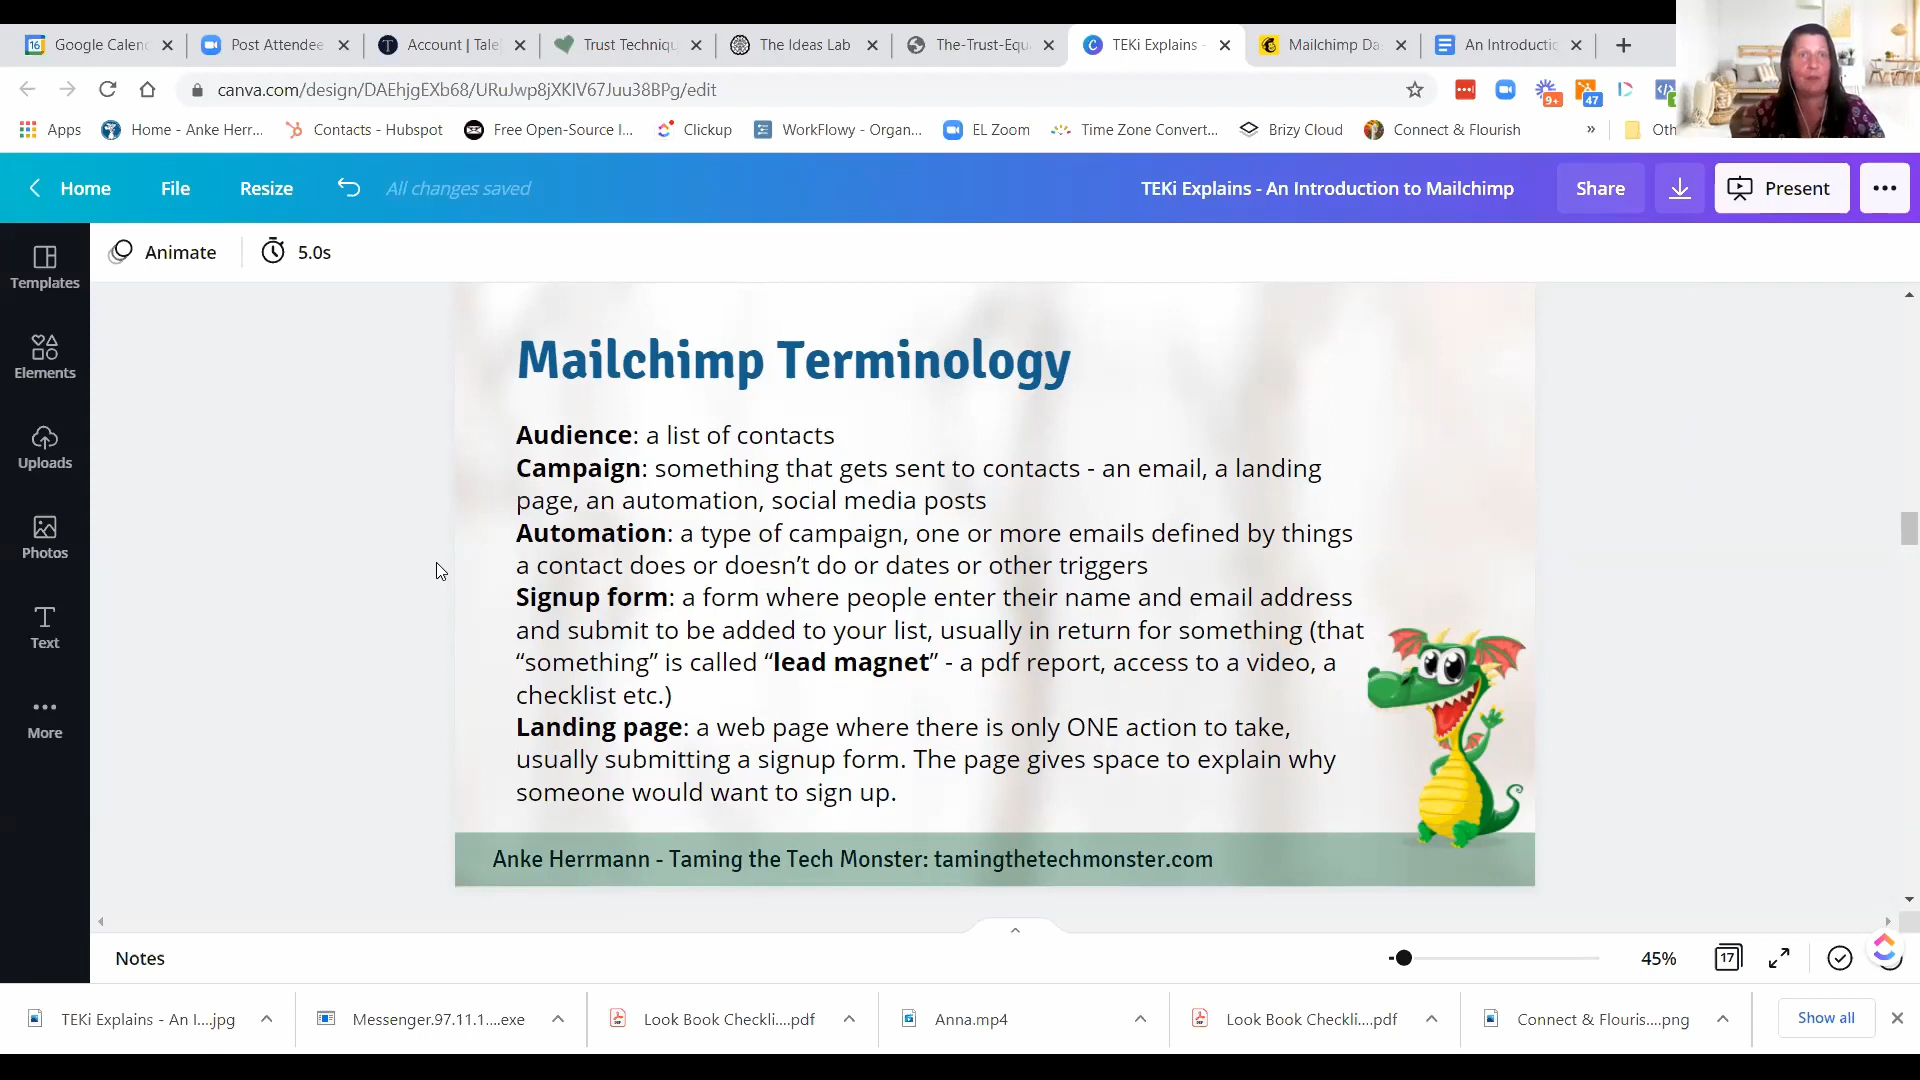 Google Calen
Post Attendee
Account | Tale
Trust Techniqu
The Ideas Lab
The-Trust-Equ
TEKi Explains -
Mailchimp Da
An Introductic
canva.com/design/DAEhjgEXb68/URuJwp8jXKlV67Juu38BPg/edit
9+
47
Apps
Home - Anke Herr...
Contacts - Hubspot
Free Open-Source I...
Clickup
WorkFlowy - Organ...
EL Zoom
Time Zone Convert...
Brizy Cloud
Connect & Flourish
»
Oth
Home
File
Resize
All changes saved
TEKi Explains - An Introduction to Mailchimp
Share
Present
Animate
5.0s
Templates
Elements
Uploads
Photos
Text
More
Mailchimp Terminology
Audience: a list of contacts
Campaign: something that gets sent to contacts - an email, a landing
page, an automation, social media posts
Automation: a type of campaign, one or more emails defined by things
a contact does or doesn’t do or dates or other triggers
Signup form: a form where people enter their name and email address
and submit to be added to your list, usually in return for something (that
“something” is called “lead magnet” - a pdf report, access to a video, a
checklist etc.)
Landing page: a web page where there is only ONE action to take,
usually submitting a signup form. The page gives space to explain why
someone would want to sign up.
Anke Herrmann - Taming the Tech Monster: tamingthetechmonster.com
Notes
45%
17
TEKi Explains - An I....jpg
Messenger.97.11.1....exe
Look Book Checkli....pdf
Anna.mp4
Look Book Checkli....pdf
Connect & Flouris....png
Show all